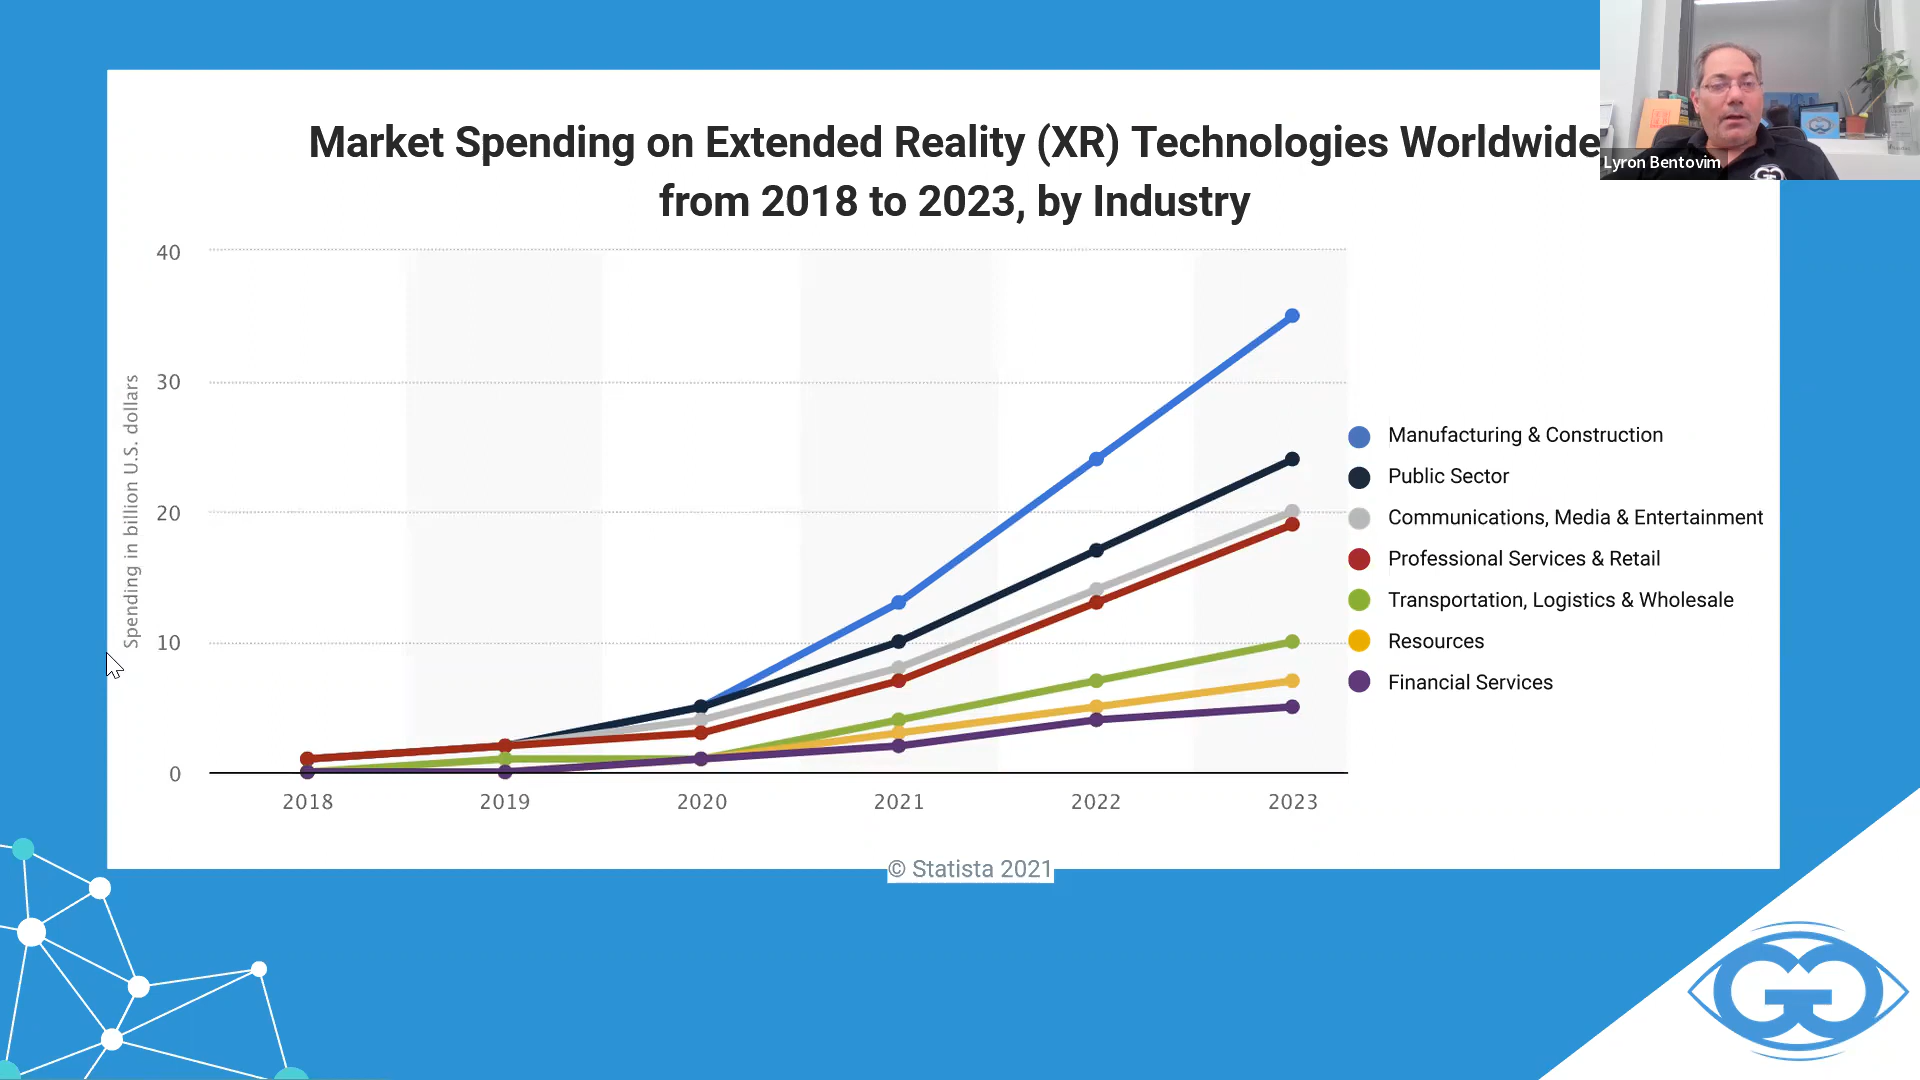 Market Spending on Extended Reality (XR) Technologies Worldwide
from 2018 to 2023, by Industry
Lyron Bentovim
Spending in billion U.S. dollars
40
30
20
10
0
2018 2019 2020 2021 2022 2023
Manufacturing & Construction
Public Sector
Communications, Media & Entertainment
Professional Services & Retail
Transportation, Logistics & Wholesale
Resources
Financial Services
© Statista 2021